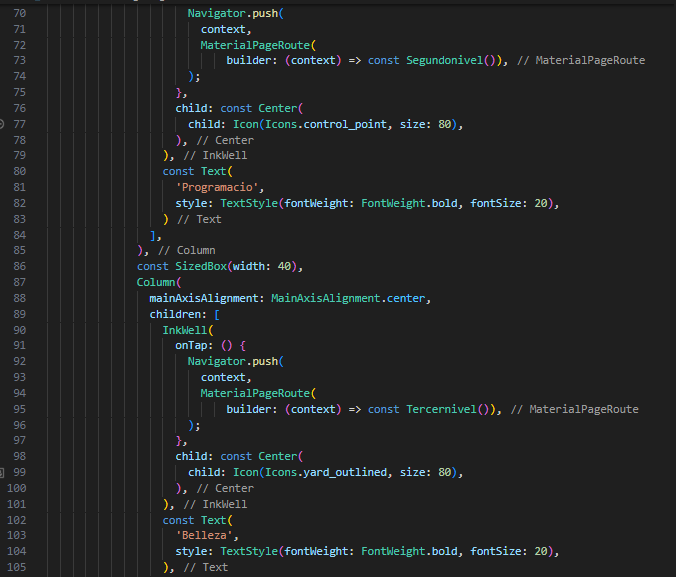 70 Navigator.push(
71 context,
72 MaterialPageRoute(
73 builder: (context) => const Segundonivel()), // MaterialPageRoute
74 );
75 },
76 child: const Center(
77 child: Icon(Icons.control_point, size: 80),
78 ), // Center
79 ), // InkWell
80 const Text(
81 'Programacio',
82 style: TextStyle(fontWeight: FontWeight.bold, fontSize: 20),
83 ) // Text
84 ],
85 ), // Column
86 const SizedBox(width: 40),
87 Column(
88 mainAxisAlignment: MainAxisAlignment.center,
89 children: [
90 InkWell(
91 onTap: () {
92 Navigator.push(
93 context,
94 MaterialPageRoute(
95 builder: (context) => const Tercernivel()), // MaterialPageRoute
96 );
97 },
98 child: const Center(
99 child: Icon(Icons.yard_outlined, size: 80),
100 ), // Center
101 ), // InkWell
102 const Text(
103 'Belleza',
104 style: TextStyle(fontWeight: FontWeight.bold, fontSize: 20),
105 ), // Text